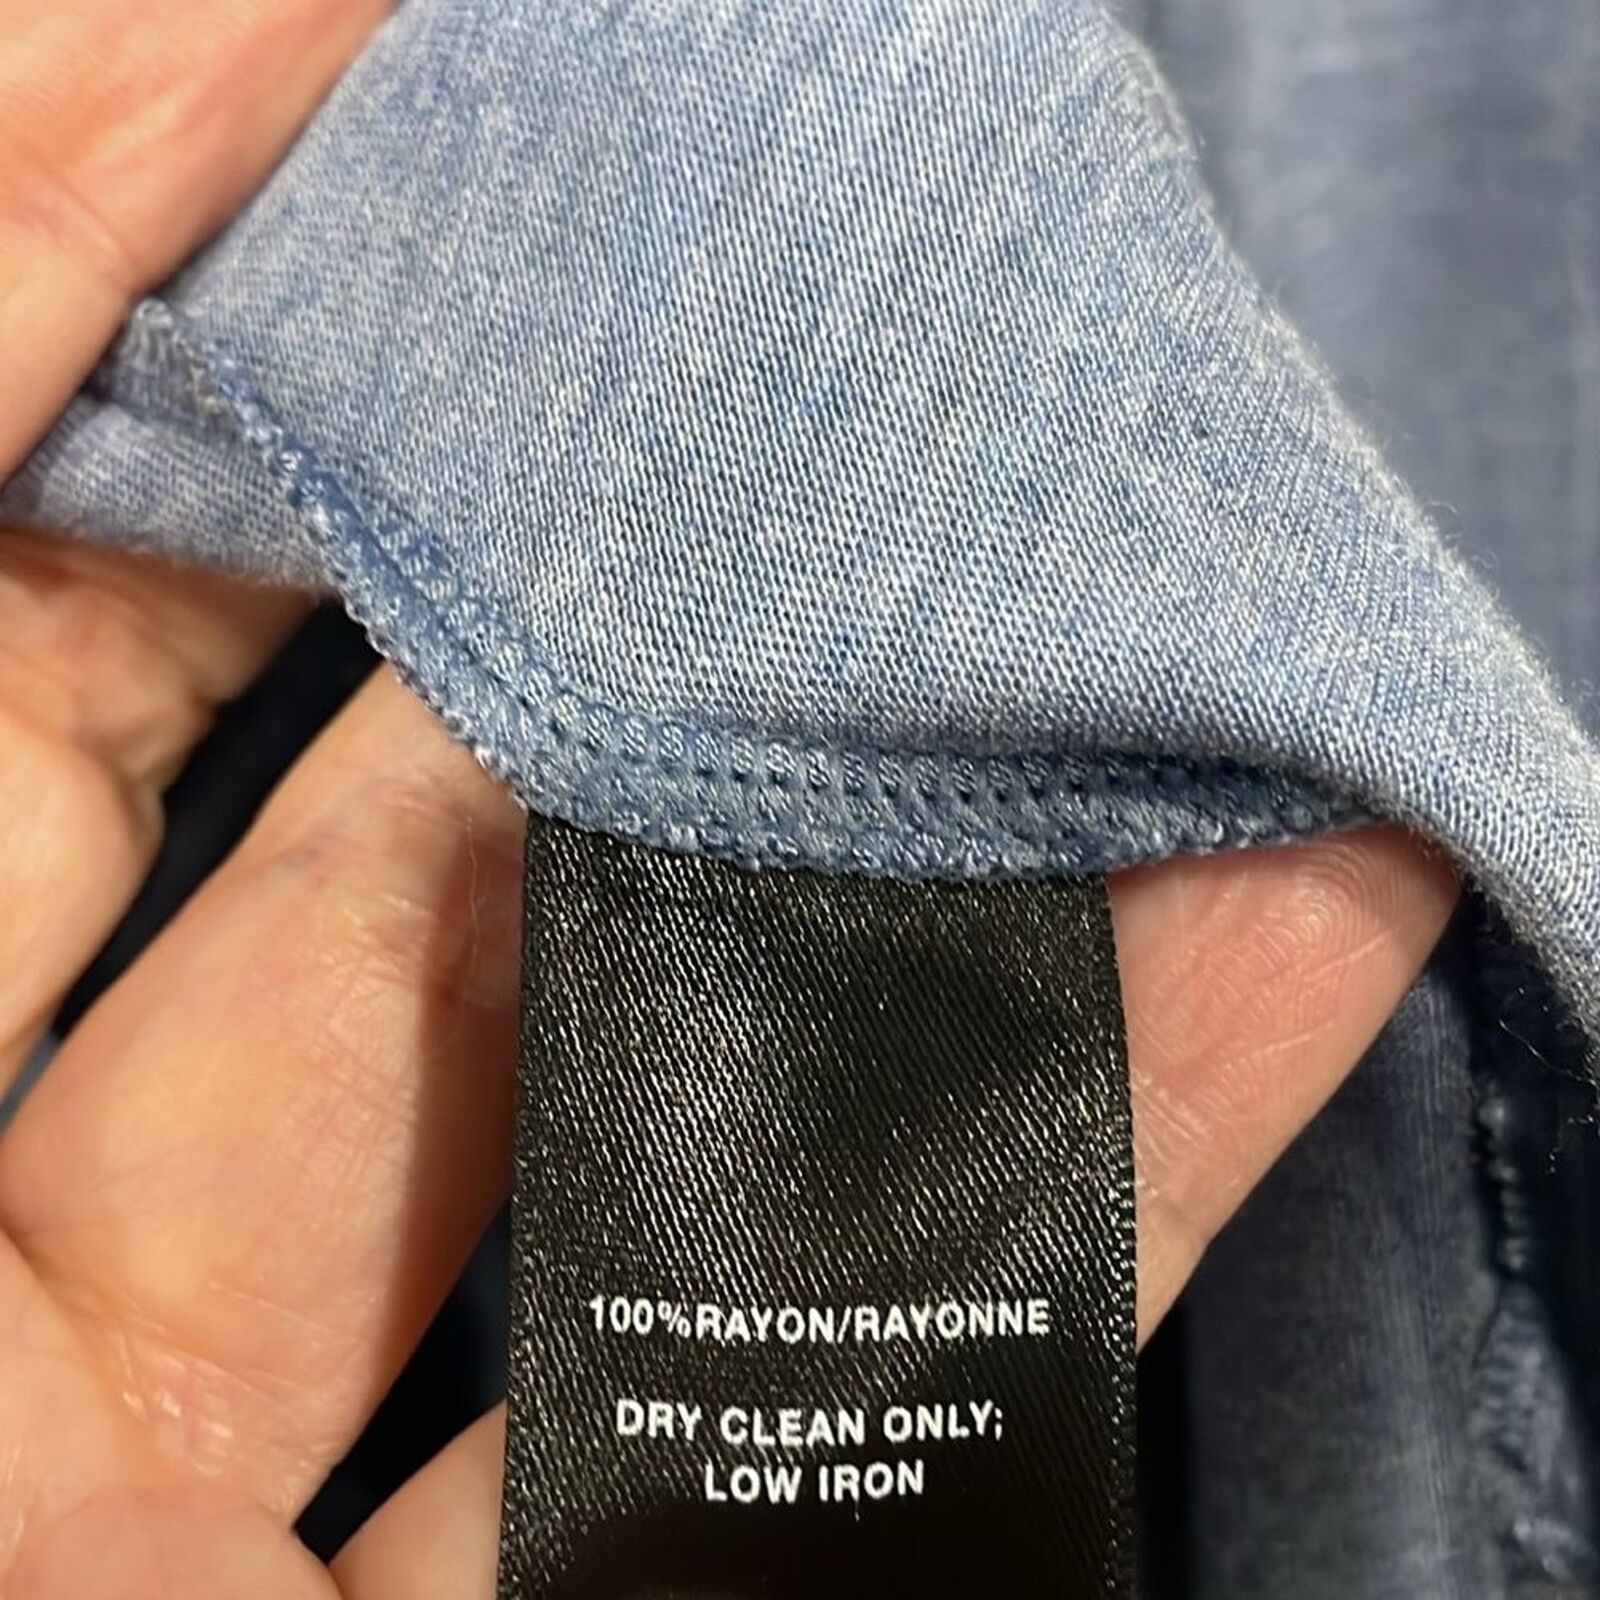 100%RAYON/RAYONNE
DRY CLEAN ONLY;
LOW IRON